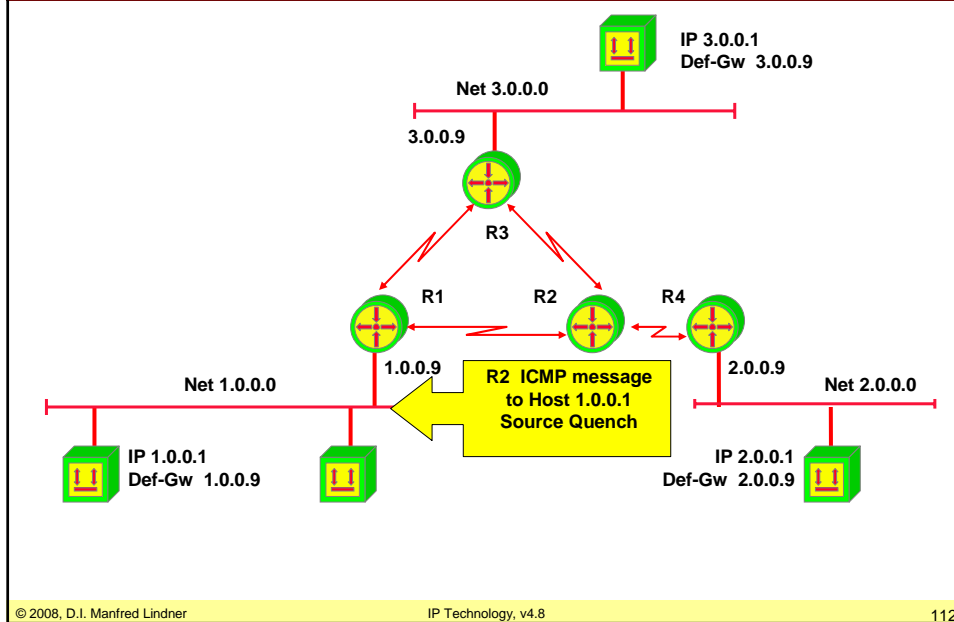 IP 3.0.0.1
Def-Gw 3.0.0.9
Net 3.0.0.0
3.0.0.9
R3
R1
R2
R4
1.0.0.9
2.0.0.9
Net 1.0.0.0
R2 ICMP message
to Host 1.0.0.1
Source Quench
Net 2.0.0.0
IP 1.0.0.1
Def-Gw 1.0.0.9
IP 2.0.0.1
Def-Gw 2.0.0.9
© 2008, D.I. Manfred Lindner
IP Technology, v4.8
112